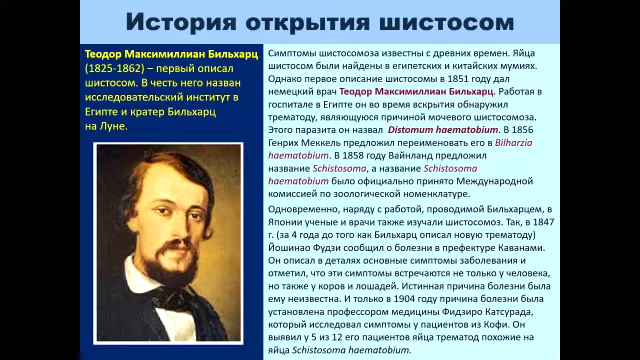 История открытия шистосом
Теодор Максимиллиан Бильхарц
(1825-1862) – первый описал
шистосом. В честь него назван
исследовательский институт в
Египте и кратер Бильхарц
на Луне.
Симптомы шистосомоза известны с древних времен. Яйца
шистосом были найдены в египетских и китайских мумиях.
Однако первое описание шистосомы в 1851 году дал
немецкий врач Теодор Максимиллиан Бильхарц. Работая в
госпитале в Египте он во время вскрытия обнаружил
трематоду, являющуюся причиной мочевого шистосомоза.
Этого паразита он назвал Distomum haematobium. В 1856
Генрих Меккель предложил переименовать его в Bilharzia
haematobium. В 1858 году Вайнланд предложил
название Schistosoma, а название Schistosoma
haematobium было официально принято Международной
комиссией по зоологической номенклатуре.
Одновременно, наряду с работой, проводимой Бильхарцем, в
Японии ученые и врачи также изучали шистосомоз. Так, в 1847
г. (за 4 года до того как Бильхарц описал новую трематоду)
Йошинао Фудзи сообщил о болезни в префектуре Каванами.
Он описал в деталях основные симптомы заболевания и
отметил, что эти симптомы встречаются не только у человека,
но также у коров и лошадей. Истинная причина болезни была
ему неизвестна. И только в 1904 году причина болезни была
установлена профессором медицины Фидзиро Катсурада,
который исследовал симптомы у пациентов из Кофи. Он
выявил у 5 из 12 его пациентов яйца трематод похожие на
яйца Schistosoma haematobium.